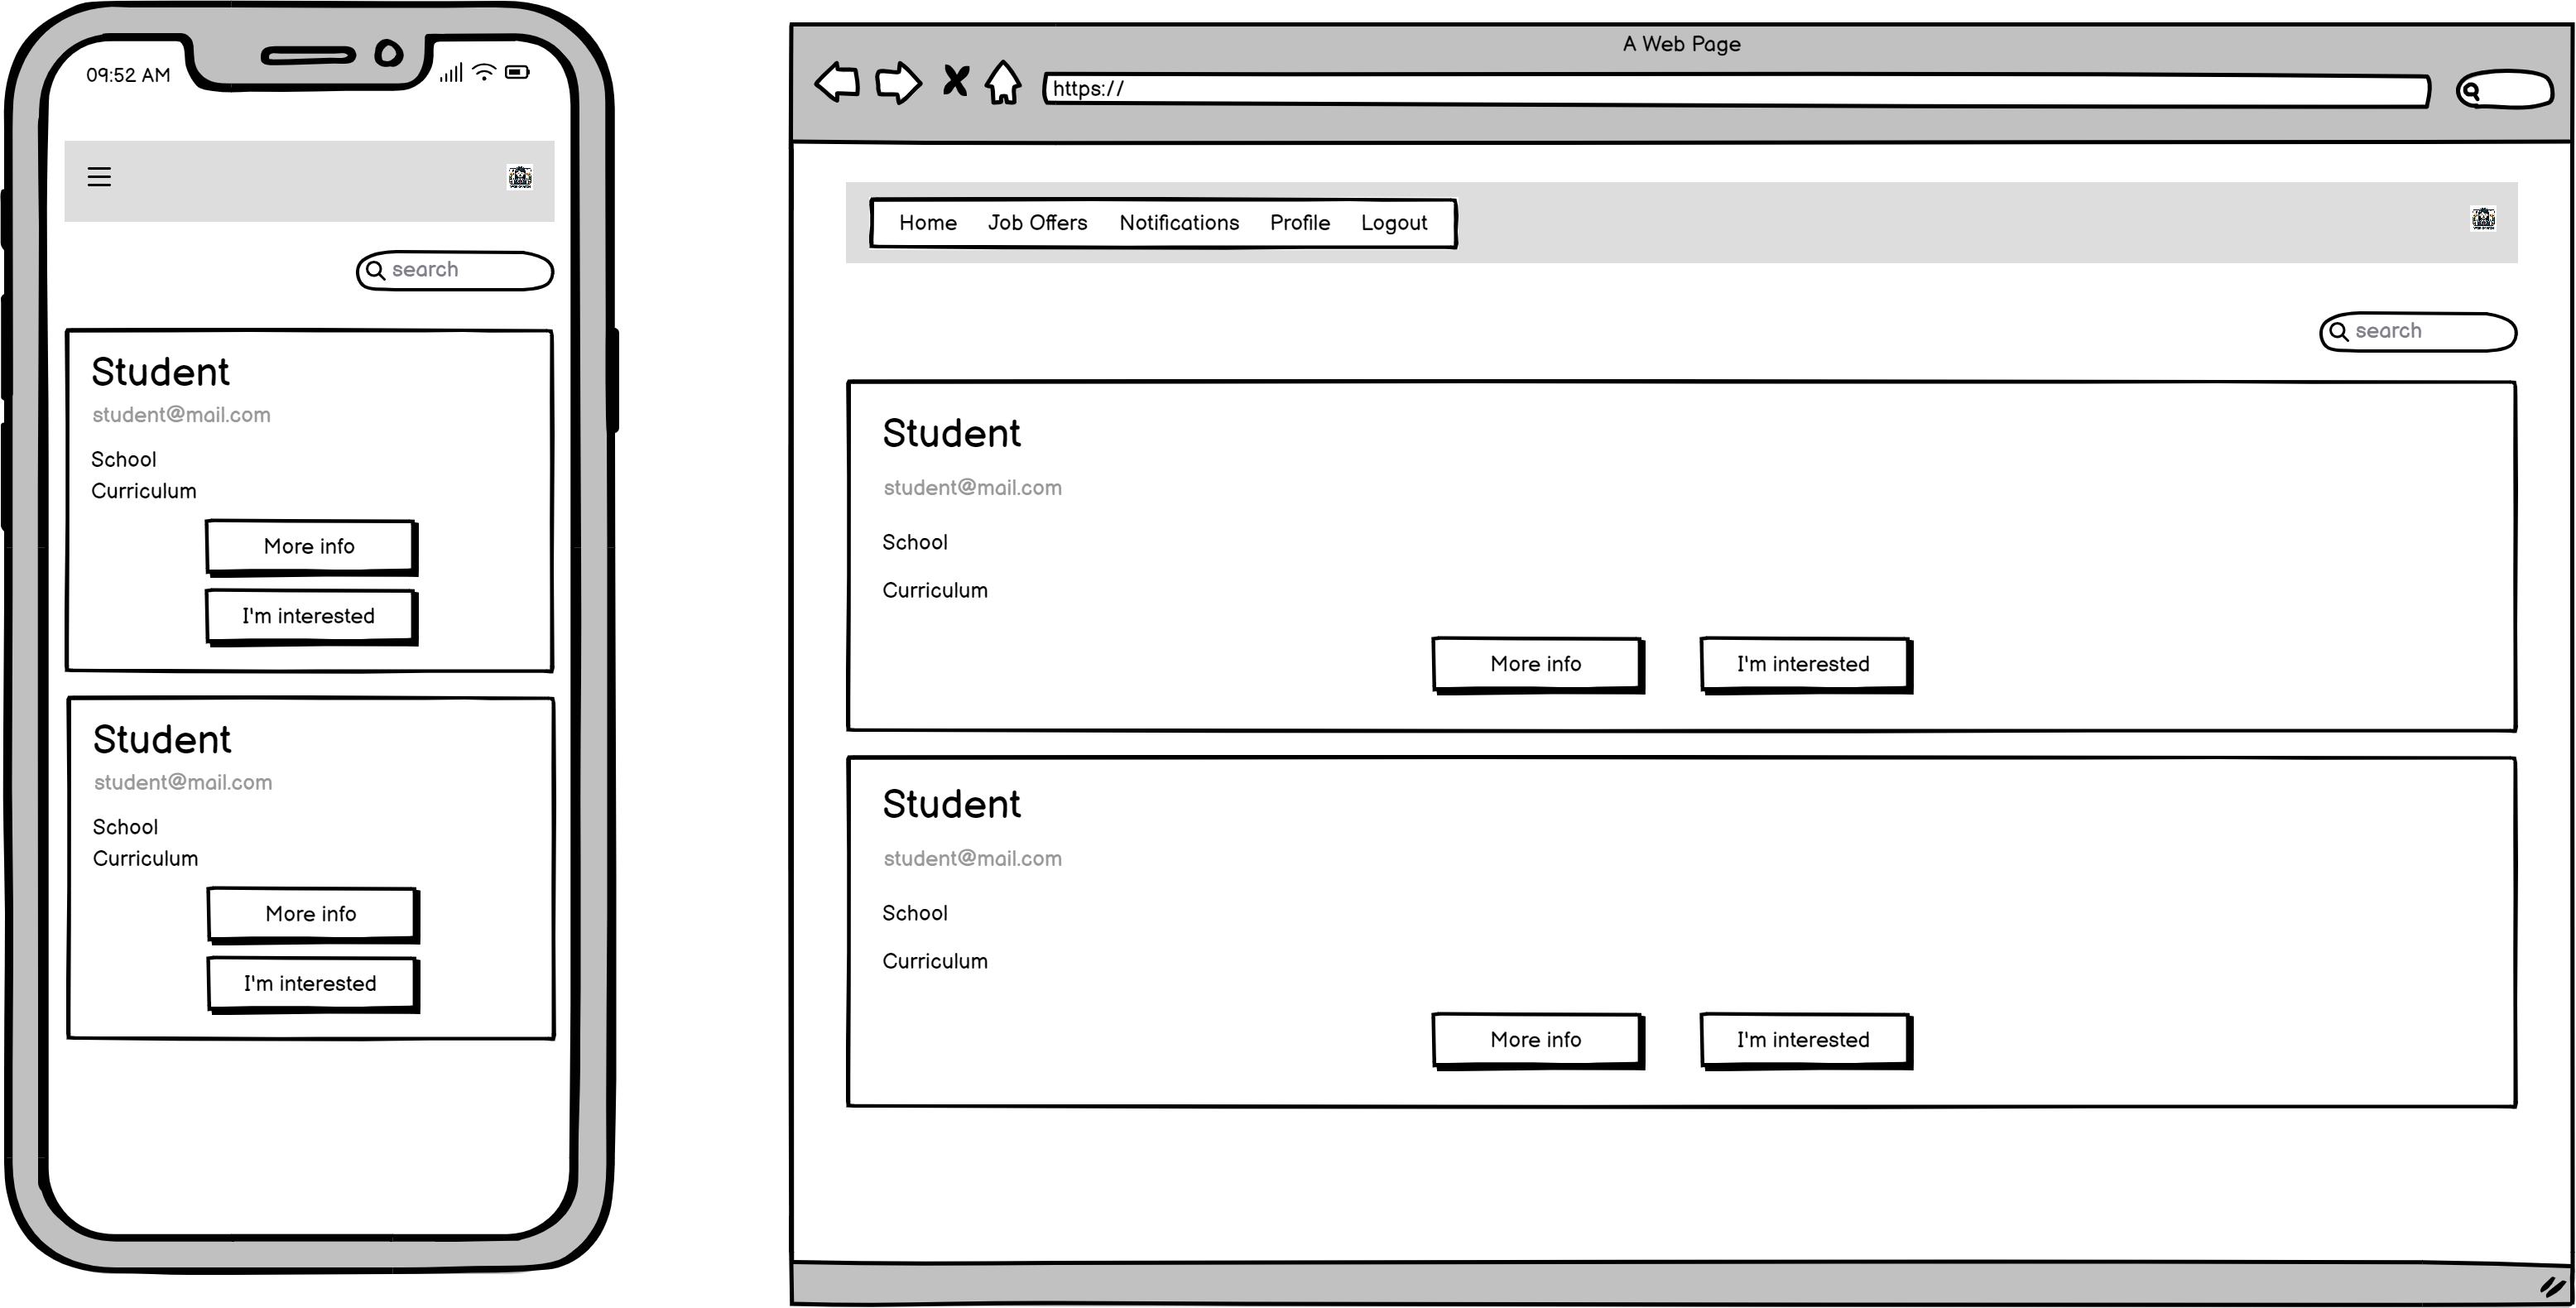 09:52 AM
search
Student
student@mail.com
School
Curriculum
More info
I'm interested
Student
student@mail.com
School
Curriculum
More info
I'm interested
A Web Page
https://
Home Job Offers Notifications Profile Logout
search
Student
student@mail.com
School
Curriculum
More info I'm interested
Student
student@mail.com
School
Curriculum
More info I'm interested